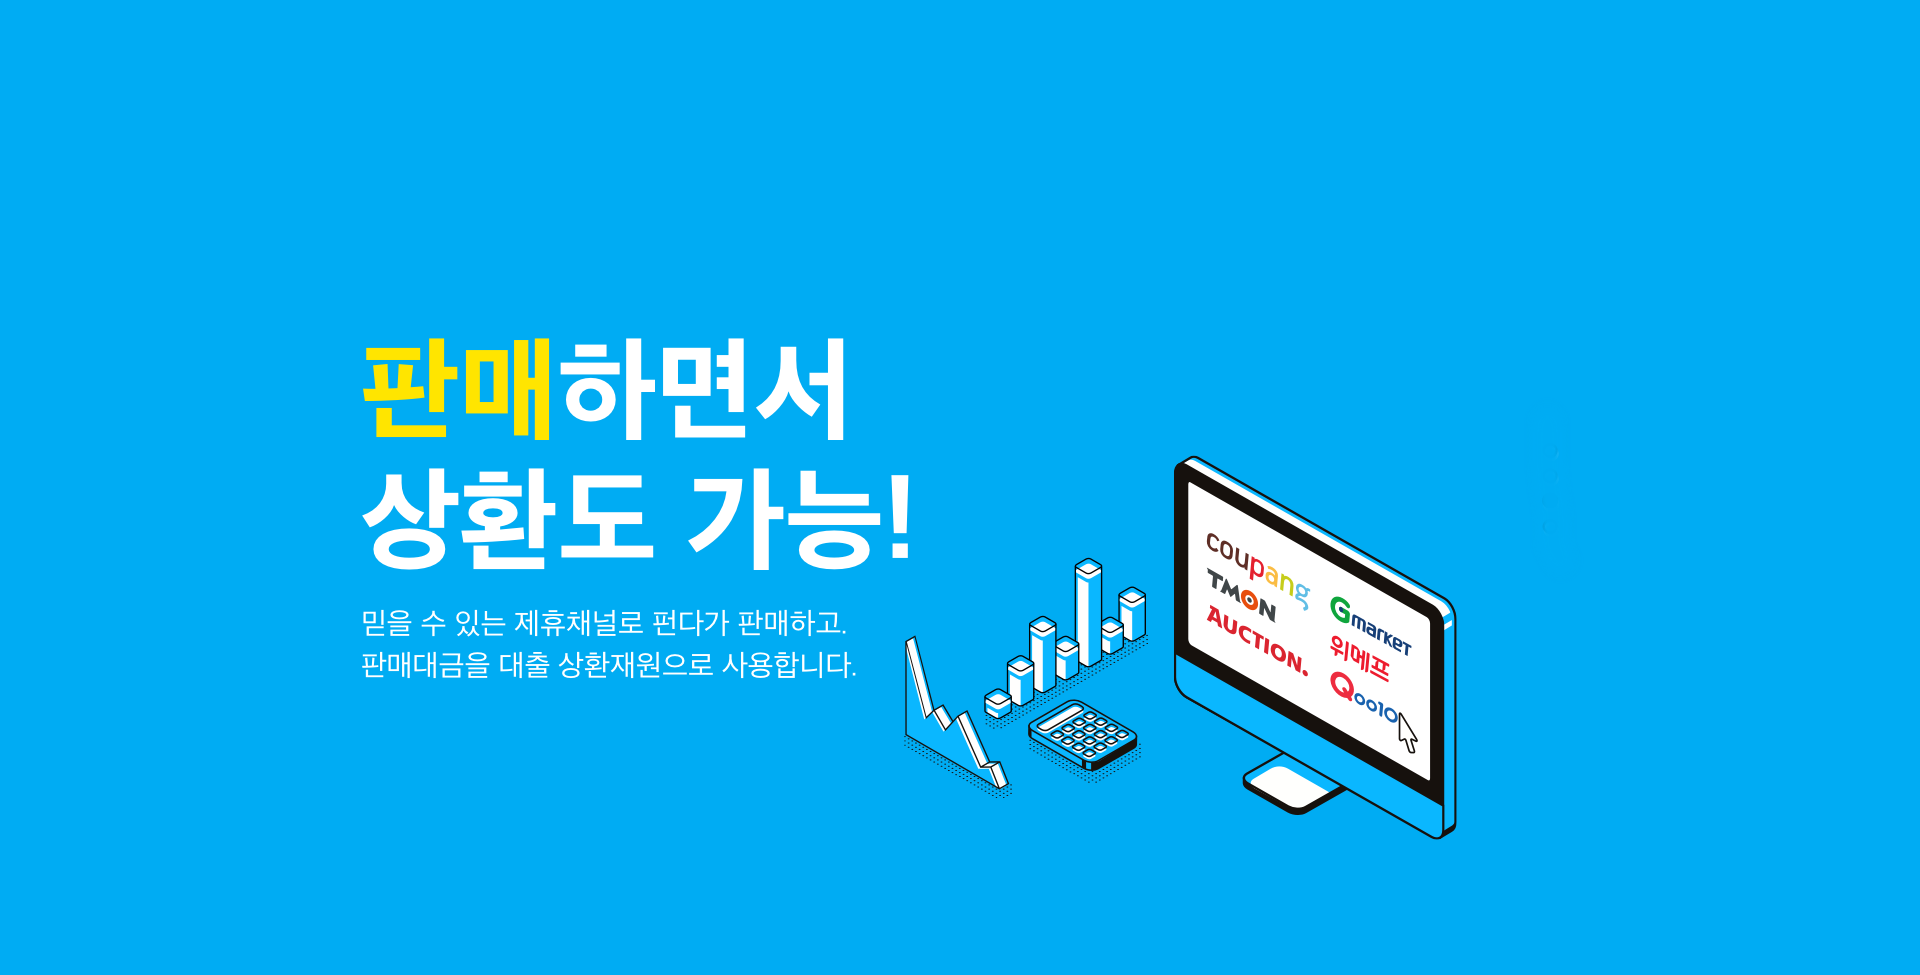 판매하면서
상환도 가능!
믿을 수 있는 제휴채널로 펀다가 판매하고.
판매대금을 대출 상환재원으로 사용합니다.
coupang
TMON
AUCTION.
Gmarket
위메프
Qoo10